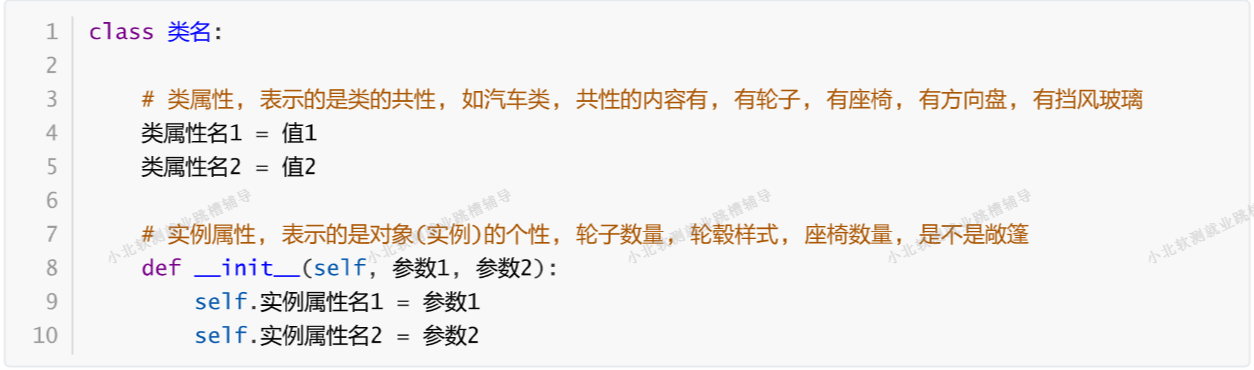 1 class 类名:
2
3 # 类属性, 表示的是类的共性, 如汽车类, 共性的内容有, 有轮子, 有座椅, 有方向盘, 有挡风玻璃
4 类属性名1 = 值1
5 类属性名2 = 值2
6
7 # 实例属性, 表示的是对象(实例)的个性, 轮子数量, 轮毂样式, 座椅数量, 是不是敞篷
8 def __init__(self, 参数1, 参数2):
9 self.实例属性名1 = 参数1
10 self.实例属性名2 = 参数2
小北软测就业跳槽辅导
小北软测就业跳槽辅导
小北软测就业跳槽辅导
小北软测就业跳槽辅导
小北软测就业跳槽